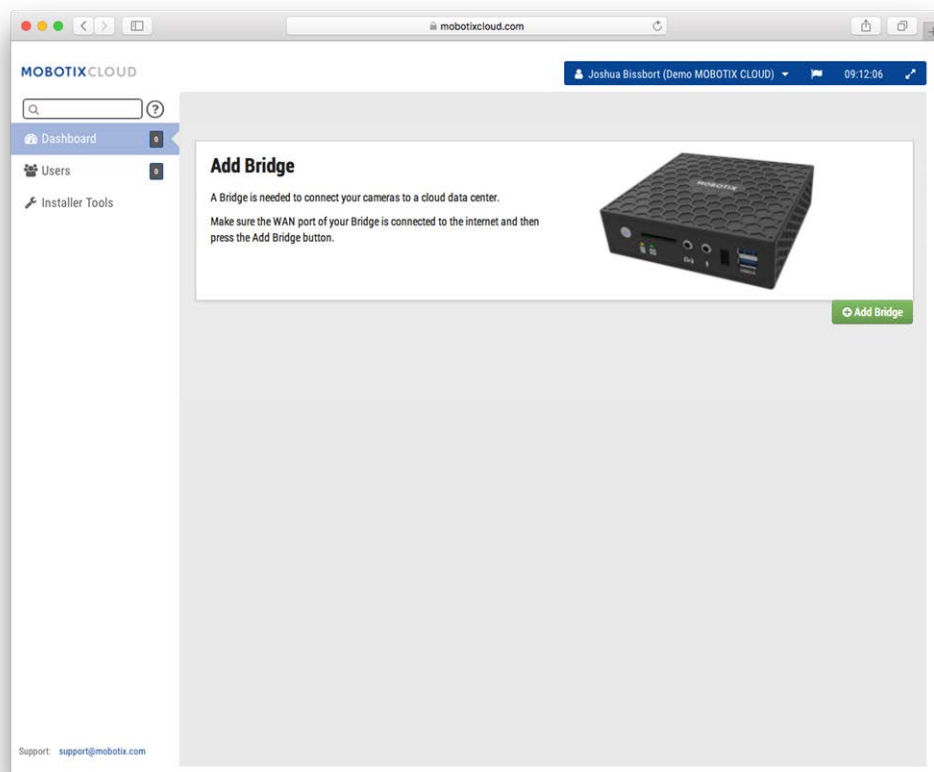 mobotixcloud.com
MOBOTIXCLOUD
Joshua Bissbort (Demo MOBOTIX CLOUD)
09:12:06
?
Dashboard
0
Users
0
Installer Tools
Add Bridge
A Bridge is needed to connect your cameras to a cloud data center.
Make sure the WAN port of your Bridge is connected to the internet and then
press the Add Bridge button.
MOBOTIX
Add Bridge
Support: support@mobotix.com